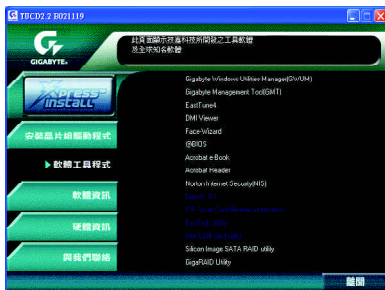 TUCD2.2 B021119
GIGABYTE
此頁面顯示技嘉科技所開發之工具軟體
及全球知名軟體
Xpress
INSTALL
安裝晶片組驅動程式
軟體工具程式
軟體資訊
硬體資訊
與我們聯絡
Gigabyte Windows Utilities Manager(GWUM)
Gigabyte Management Tool(GMT)
EasTune4
DMI Viewer
Face-Wizard
@BIOS
Acrobat e-Book
Acrobat Reader
Norton Internet Security(NIS)
Silicon Image SATA RAID utility
GigaRAID Utility
離開